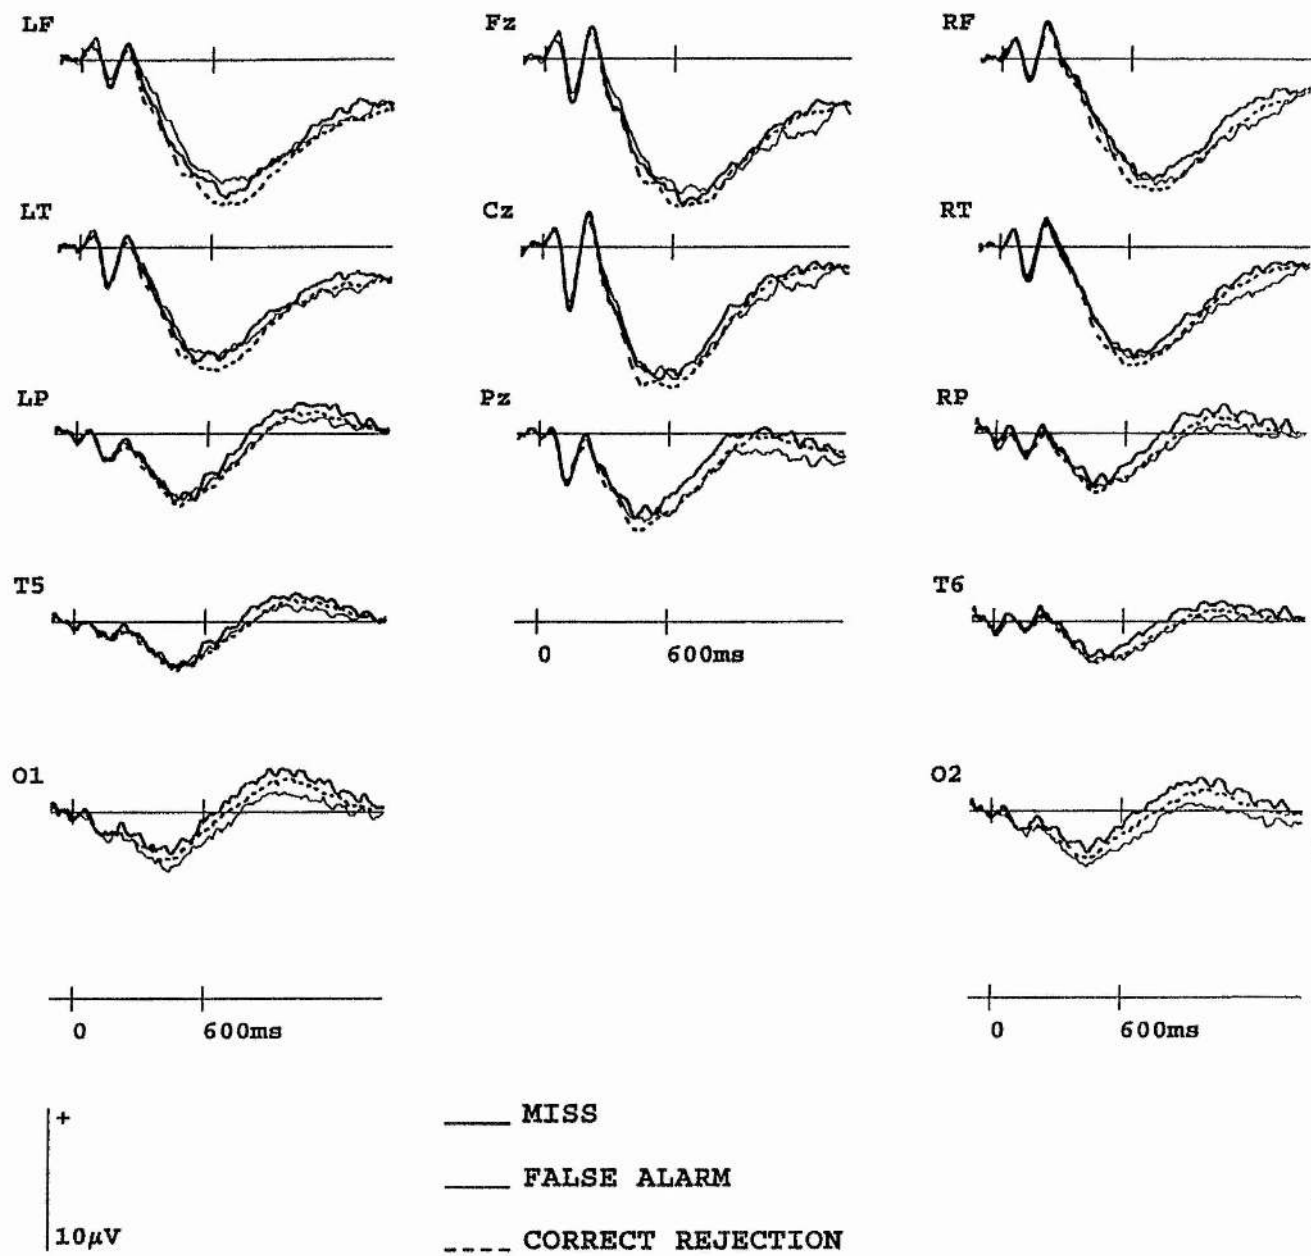 LF Fz RF
LT Cz RT
LP Pz RP
T5 T6
0 600ms
O1 O2
0 600ms 0 600ms
+ MISS
FALSE ALARM
10μV CORRECT REJECTION